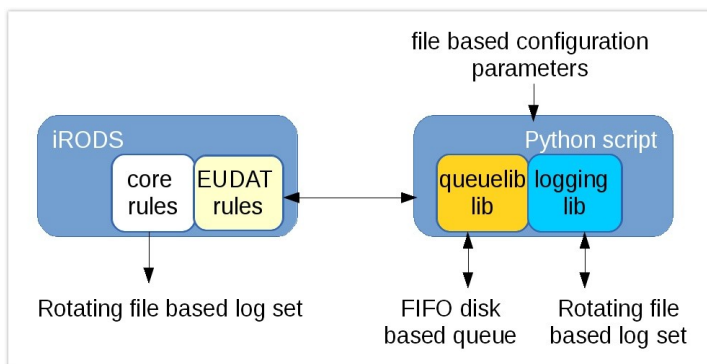 file based configuration
parameters
iRODS
Python script
core
rules
EUDAT
rules
queuelib
lib
logging
lib
Rotating file based log set
FIFO disk
based queue
Rotating file
based log set